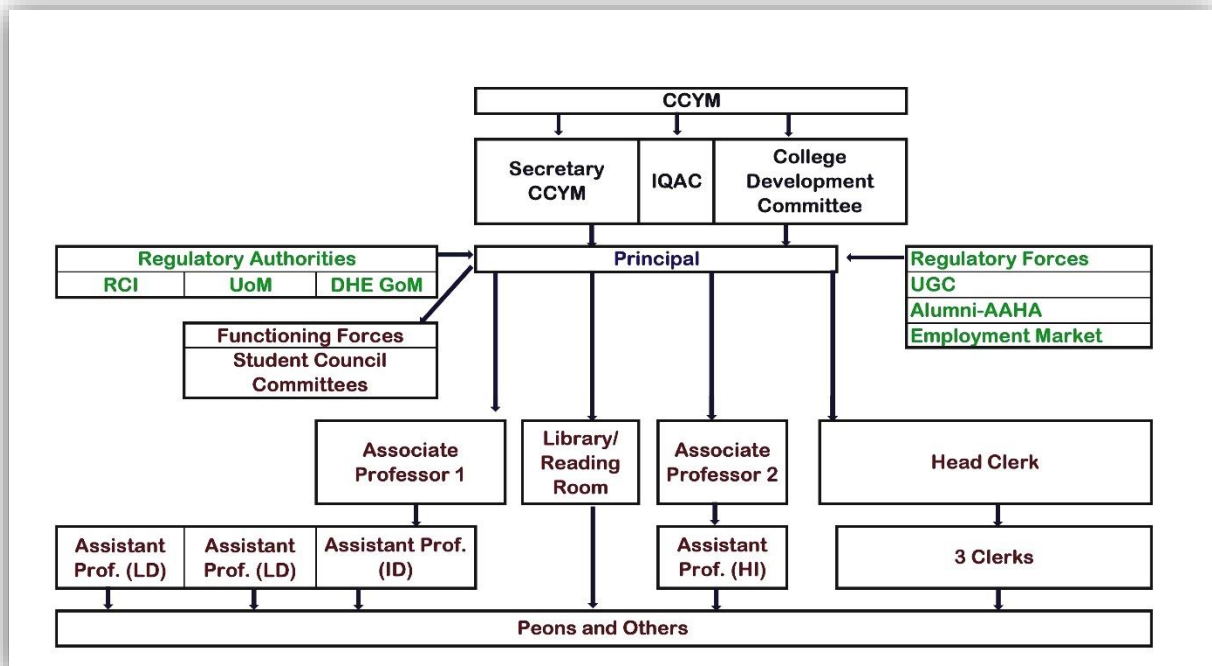 CCYM
Secretary
CCYM
IQAC
College
Development
Committee
Regulatory Authorities
RCI
UoM
DHE GoM
Principal
Regulatory Forces
UGC
Alumni-AAHA
Employment Market
Functioning Forces
Student Council
Committees
Associate
Professor 1
Library/
Reading
Room
Associate
Professor 2
Head Clerk
Assistant
Prof. (LD)
Assistant
Prof. (LD)
Assistant Prof.
(ID)
Assistant
Prof. (HI)
3 Clerks
Peons and Others